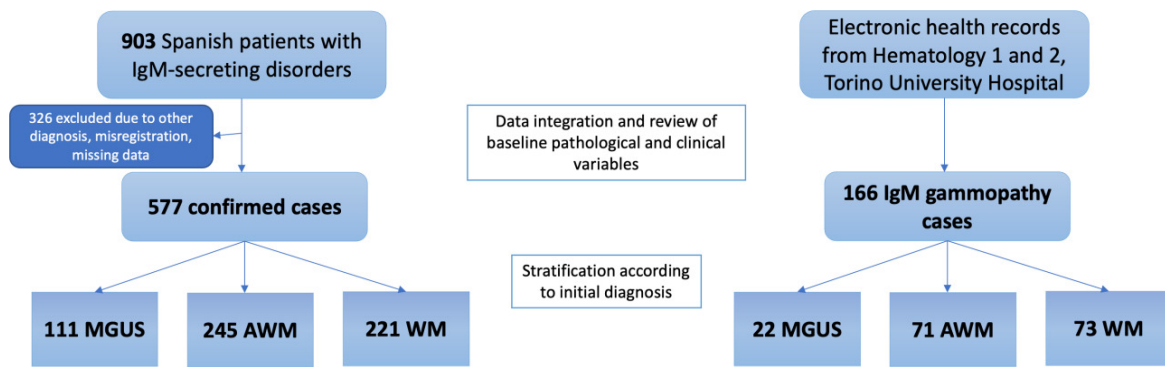 903 Spanish patients with
IgM-secreting disorders
Electronic health records
from Hematology 1 and 2,
Torino University Hospital
326 excluded due to other
diagnosis, misregistration,
missing data
Data integration and review of
baseline pathological and clinical
variables
577 confirmed cases
166 IgM gammopathy
cases
Stratification according
to initial diagnosis
111 MGUS
245 AWM
221 WM
22 MGUS
71 AWM
73 WM